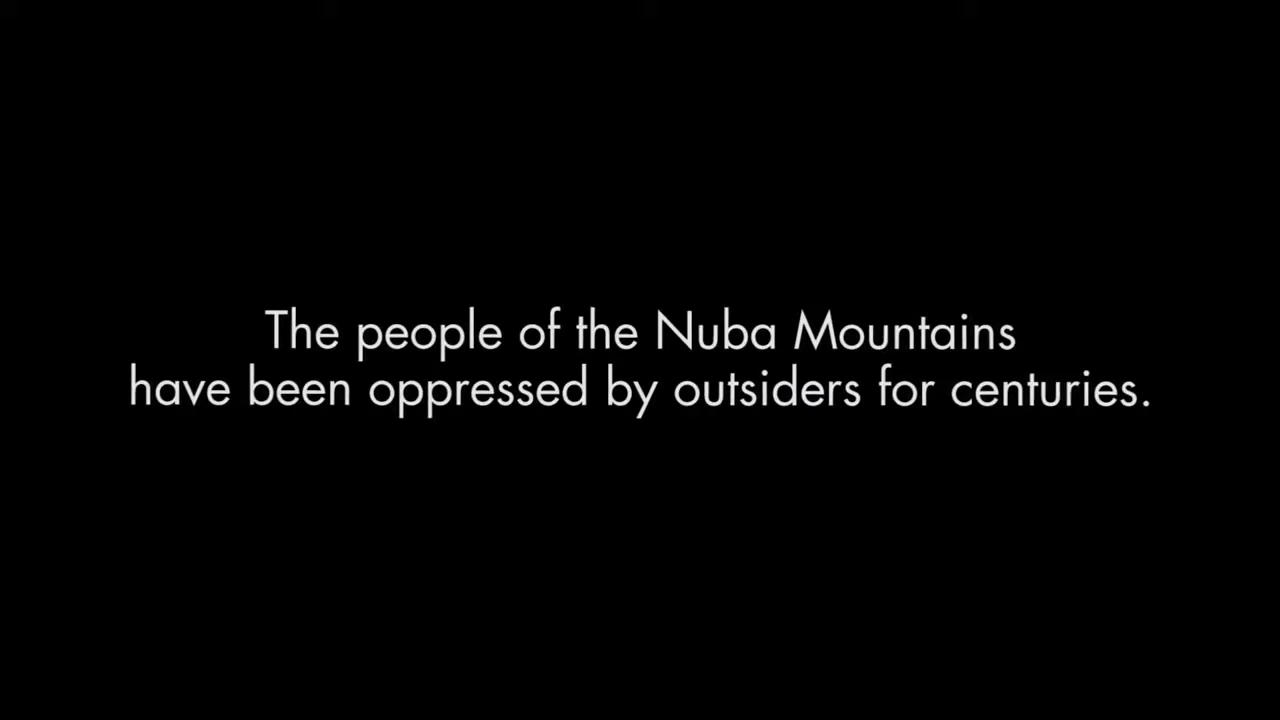 The people of the Nuba Mountains
have been oppressed by outsiders for centuries.